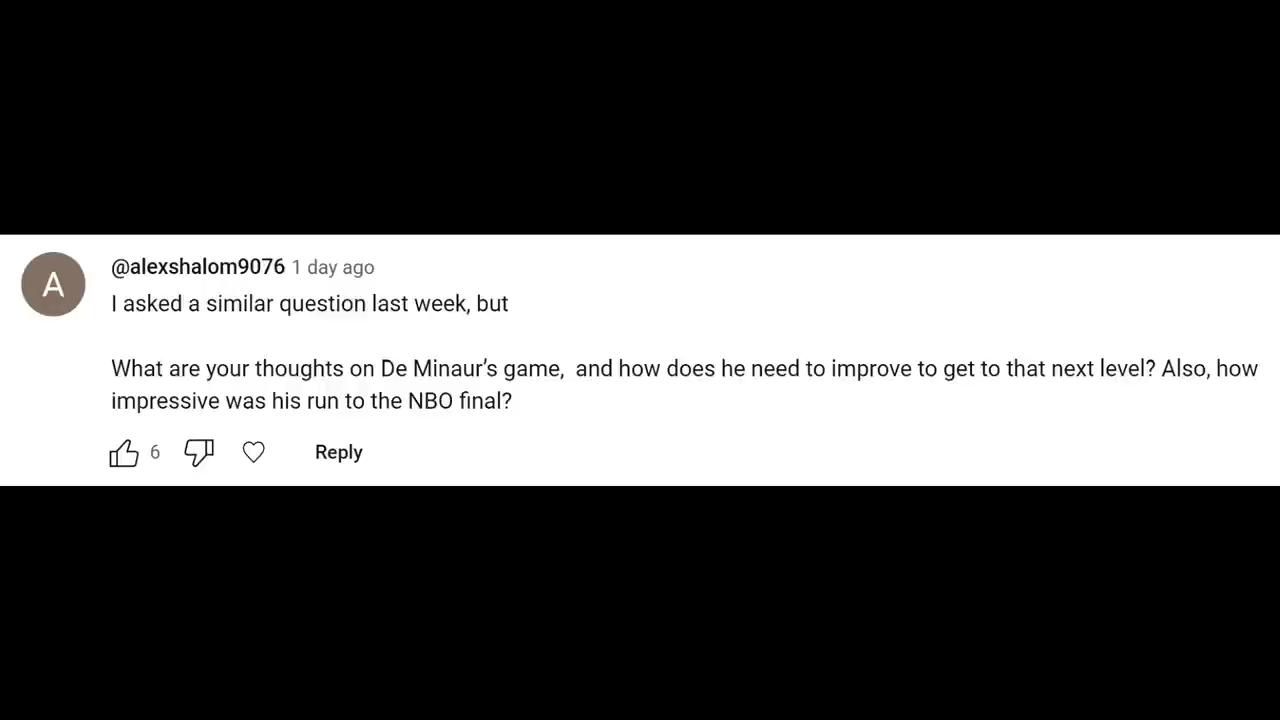 A
@alexshalom9076 1 day ago
I asked a similar question last week, but
What are your thoughts on De Minaur’s game,  and how does he need to improve to get to that next level? Also, how
impressive was his run to the NBO final?
6
Reply